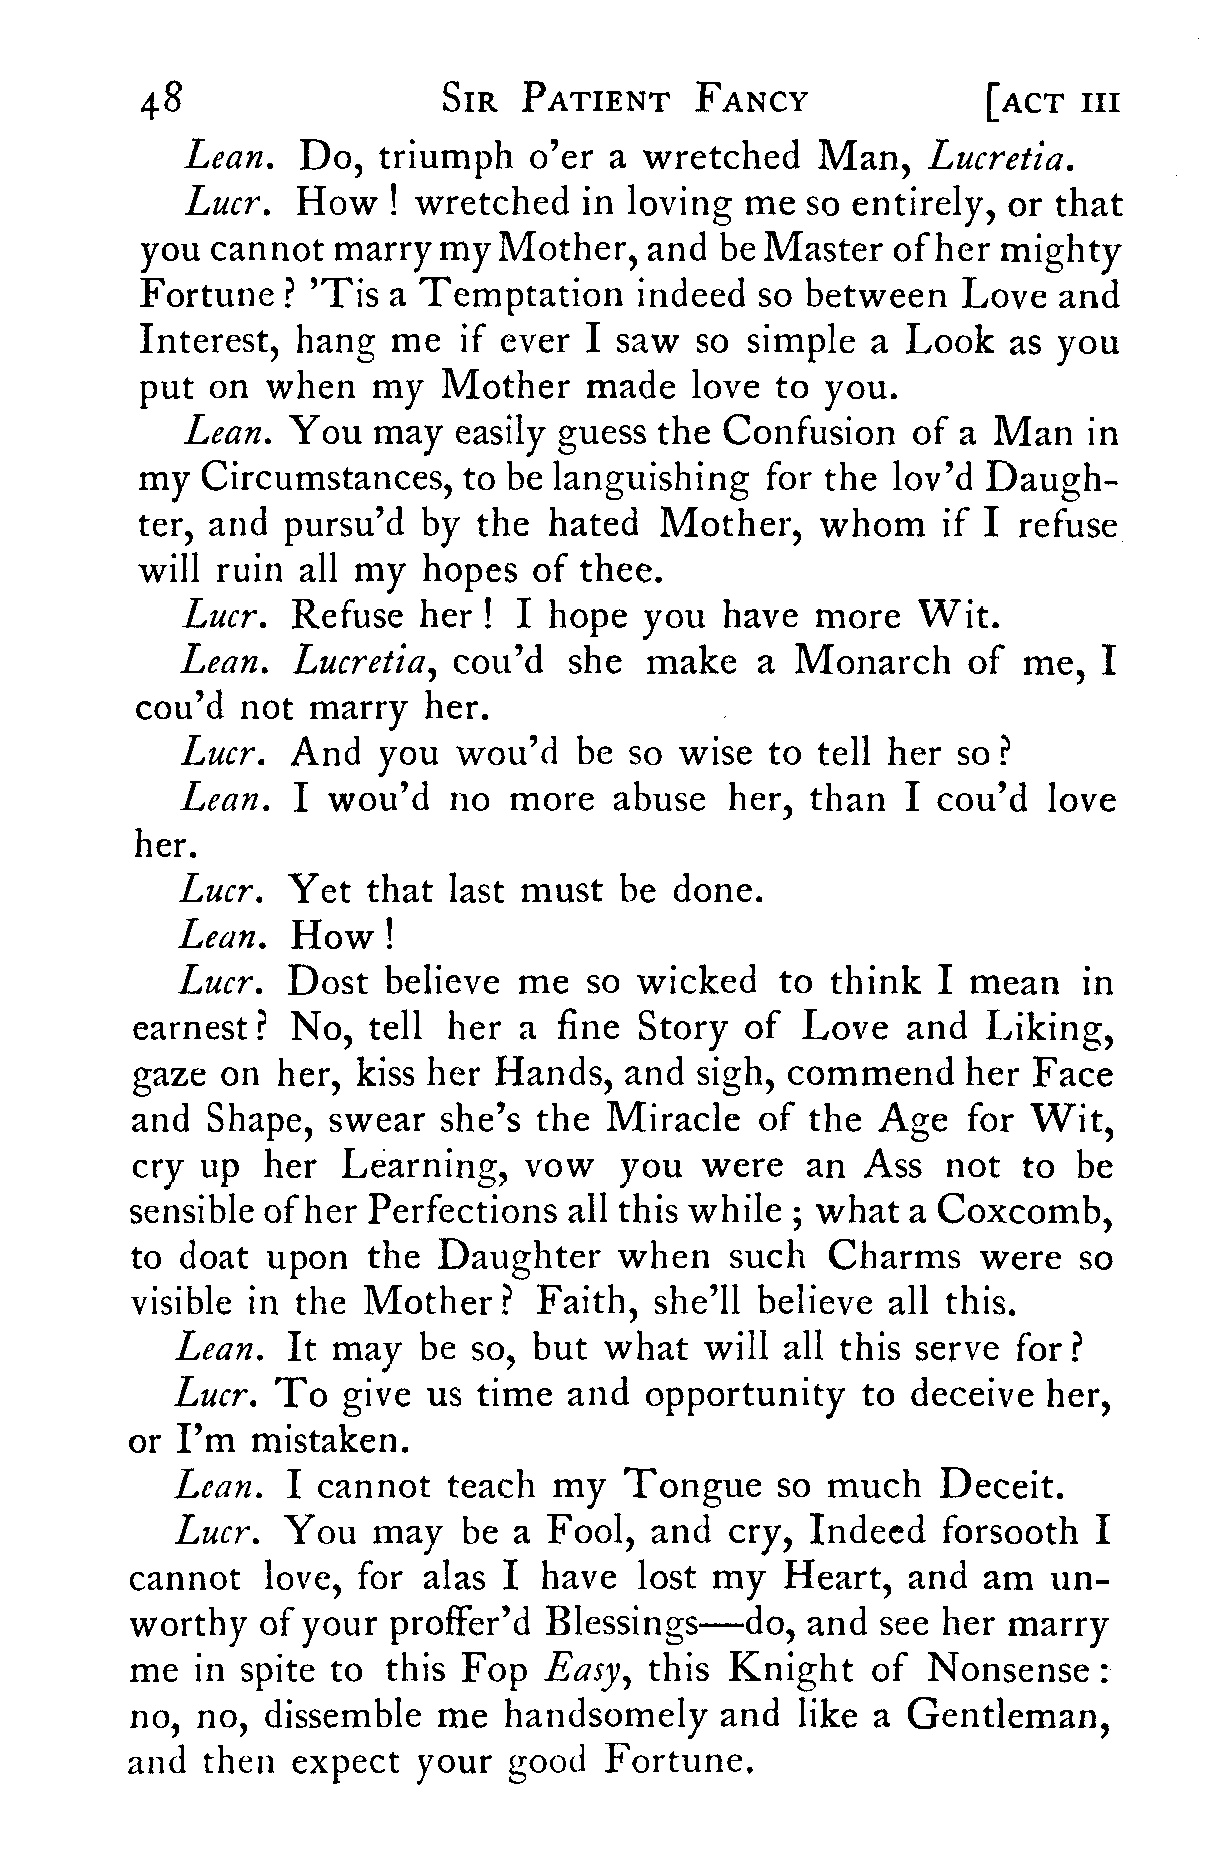 48 SIR PATIENT FANCY [ACT III
Lean. Do, triumph o'er a wretched Man, Lucretia.
Lucr. How ! wretched in loving me so entirely, or that
you cannot marry my Mother, and be Master of her mighty
Fortune ? 'Tis a Temptation indeed so between Love and
Interest, hang me if ever I saw so simple a Look as you
put on when my Mother made love to you.
Lean. You may easily guess the Confusion of a Man in
my Circumstances, to be languishing for the lov'd Daugh-
ter, and pursu'd by the hated Mother, whom if I refuse
will ruin all my hopes of thee.
Lucr. Refuse her ! I hope you have more Wit.
Lean. Lucretia, cou'd she make a Monarch of me, I
cou'd not marry her.
Lucr. And you wou'd be so wise to tell her so ?
Lean. I wou'd no more abuse her, than I cou'd love
her.
Lucr. Yet that last must be done.
Lean. How !
Lucr. Dost believe me so wicked to think I mean in
earnest ? No, tell her a fine Story of Love and Liking,
gaze on her, kiss her Hands, and sigh, commend her Face
and Shape, swear she's the Miracle of the Age for Wit,
cry up her Learning, vow you were an Ass not to be
sensible of her Perfections all this while ; what a Coxcomb,
to doat upon the Daughter when such Charms were so
visible in the Mother ? Faith, she'll believe all this.
Lean. It may be so, but what will all this serve for ?
Lucr. To give us time and opportunity to deceive her,
or I'm mistaken.
Lean. I cannot teach my Tongue so much Deceit.
Lucr. You may be a Fool, and cry, Indeed forsooth I
cannot love, for alas I have lost my Heart, and am un-
worthy of your proffer'd Blessings—do, and see her marry
me in spite to this Fop Easy, this Knight of Nonsense :
no, no, dissemble me handsomely and like a Gentleman,
and then expect your good Fortune.